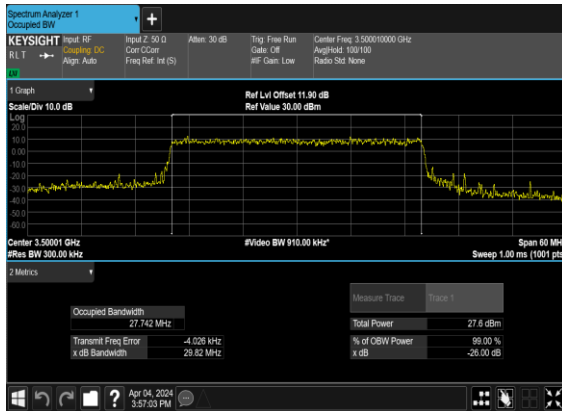 Spectrum Analyzer 1
Occupied BW
+
KEYSIGHT Input: RF Input Z: 50 Ω Atten: 30 dB Trig: Free Run Center Freq: 3.500010000 GHz
RLT Coupling: DC Corr CCorr Gate: Off Avg|Hold: 100/100
Align: Auto Freq Ref: Int (S) #IF Gain: Low Radio Std: None
1 Graph
Ref Lvl Offset 11.90 dB
Scale/Div 10.0 dB Ref Value 30.00 dBm
Log
20.0
10.0
0.00
-10.0
-20.0
-30.0
-40.0
-50.0
-60.0
Center 3.50001 GHz #Video BW 910.00 kHz* Span 60 MH
#Res BW 300.00 kHz Sweep 1.00 ms (1001 pts
2 Metrics
Measure Trace Trace 1
Occupied Bandwidth
27.742 MHz Total Power 27.6 dBm
Transmit Freq Error -4.026 kHz % of OBW Power 99.00 %
x dB Bandwidth 29.82 MHz x dB -26.00 dB
? Apr 04, 2024
3:57:03 PM